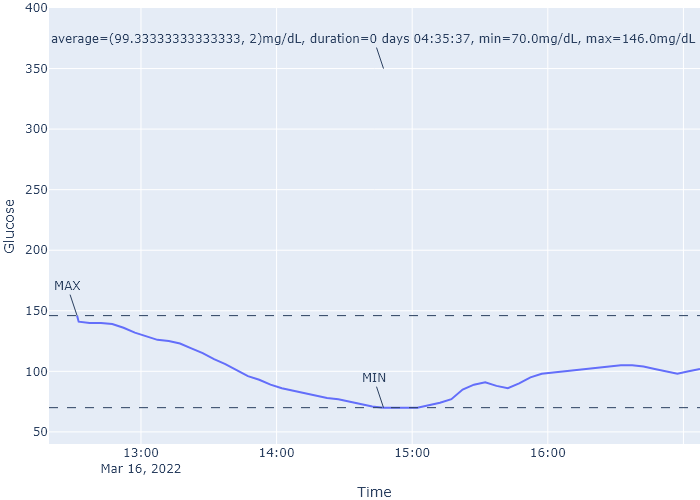 400
average=(99.33333333333333, 2)mg/dL, duration=0 days 04:35:37, min=70.0mg/dL, max=146.0mg/dL
350
300
250
200
Glucose
MAX
150
MIN
100
50
13:00
14:00
15:00
16:00
Mar 16, 2022
Time